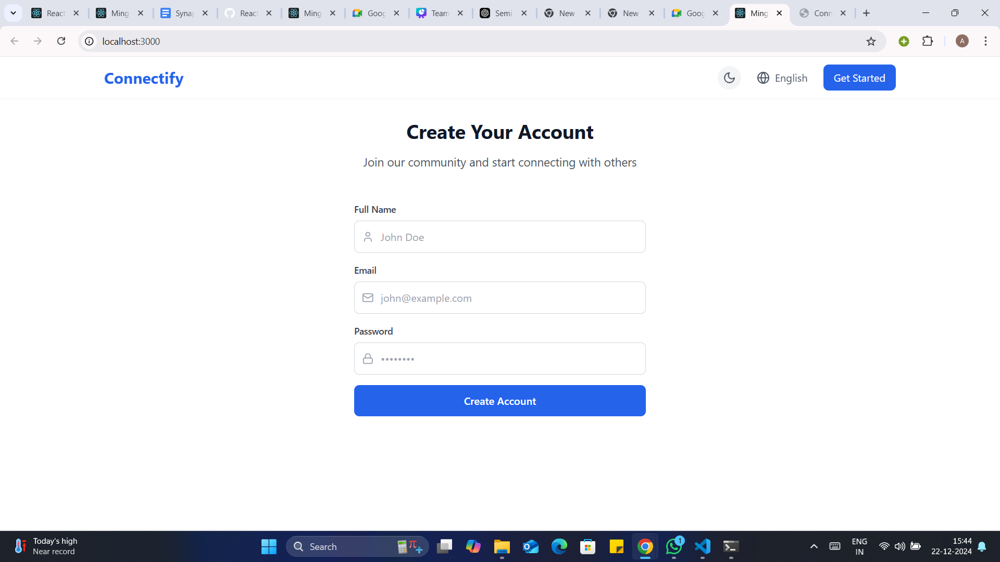 React
Ming
Syna
React
Ming
Goog
Team
Semi
New
New
Goog
Ming
Conn
localhost:3000
A
Connectify
English
Get Started
Create Your Account
Join our community and start connecting with others
Full Name
John Doe
Email
john@example.com
Password
••••••••
Create Account
Today's high
Near record
Search
1
ENG
IN
15:44
22-12-2024